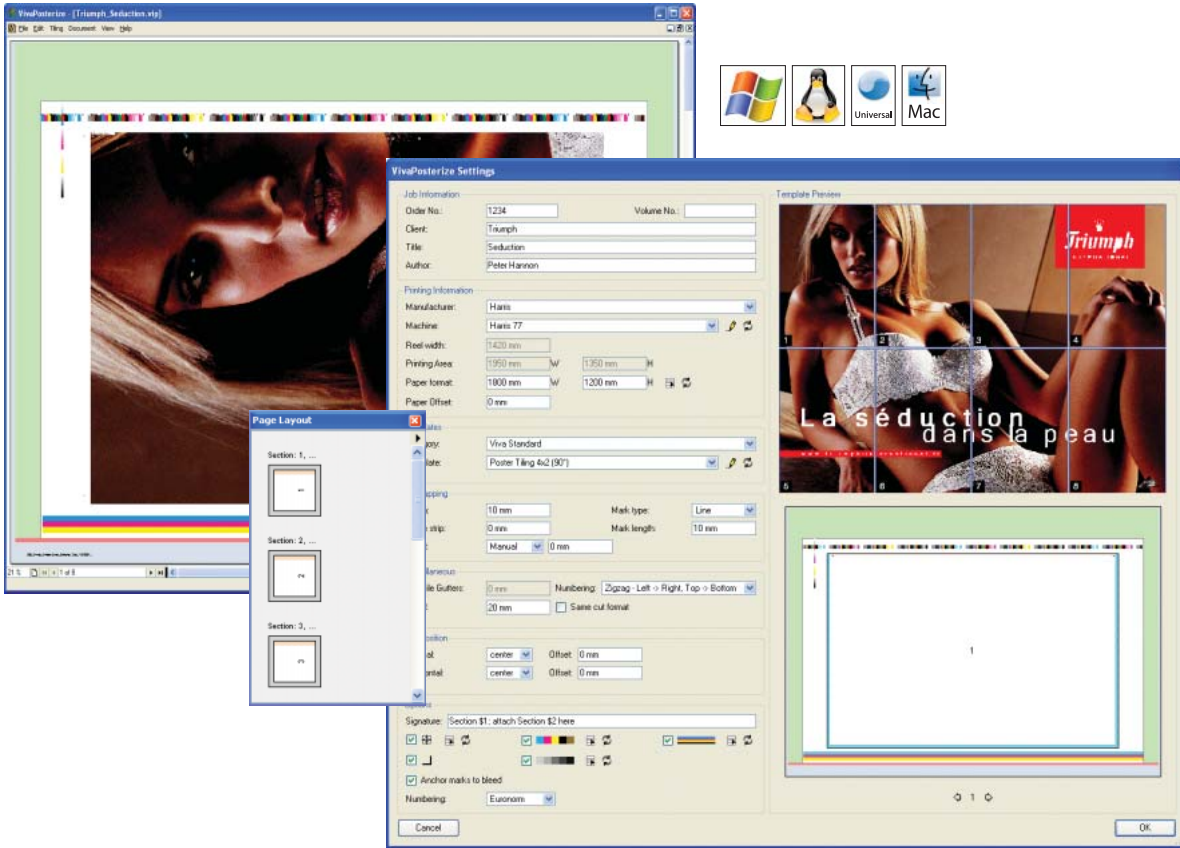 VivaPosterize - [Triumph_Seduction.vtp]
File Edit Tiling Document View Help
21 % 1 of 8
Universal
Mac
Page Layout
Section: 1, ...
1
Section: 2, ...
2
Section: 3, ...
3
VivaPosterize Settings
Job Information
Order No.: 1234 Volume No.:
Client: Triumph
Title: Seduction
Author: Peter Hannon
Printing Information
Manufacturer: Harris
Machine: Harris 77
Reel width: 1420 mm
Printing Area: 1950 mm W 1350 mm H
Paper format: 1800 mm W 1200 mm H
Paper Offset: 0 mm
Viva Standard
Poster Tiling 4x2 (90°)
10 mm Mark type: Line
strip: 0 mm Mark length: 10 mm
Manual 0 mm
Gutters: 0 mm Numbering: Zigzag - Left -> Right, Top -> Bottom
20 mm Same cut format
center Offset: 0 mm
center Offset: 0 mm
Signature: Section $1; attach Section $2 here
Anchor marks to bleed
Numbering: Euronorm
Cancel
OK
Template Preview
Triumph
1 2 3 4
La séduction
dans la peau
5 6 7 8
1
1